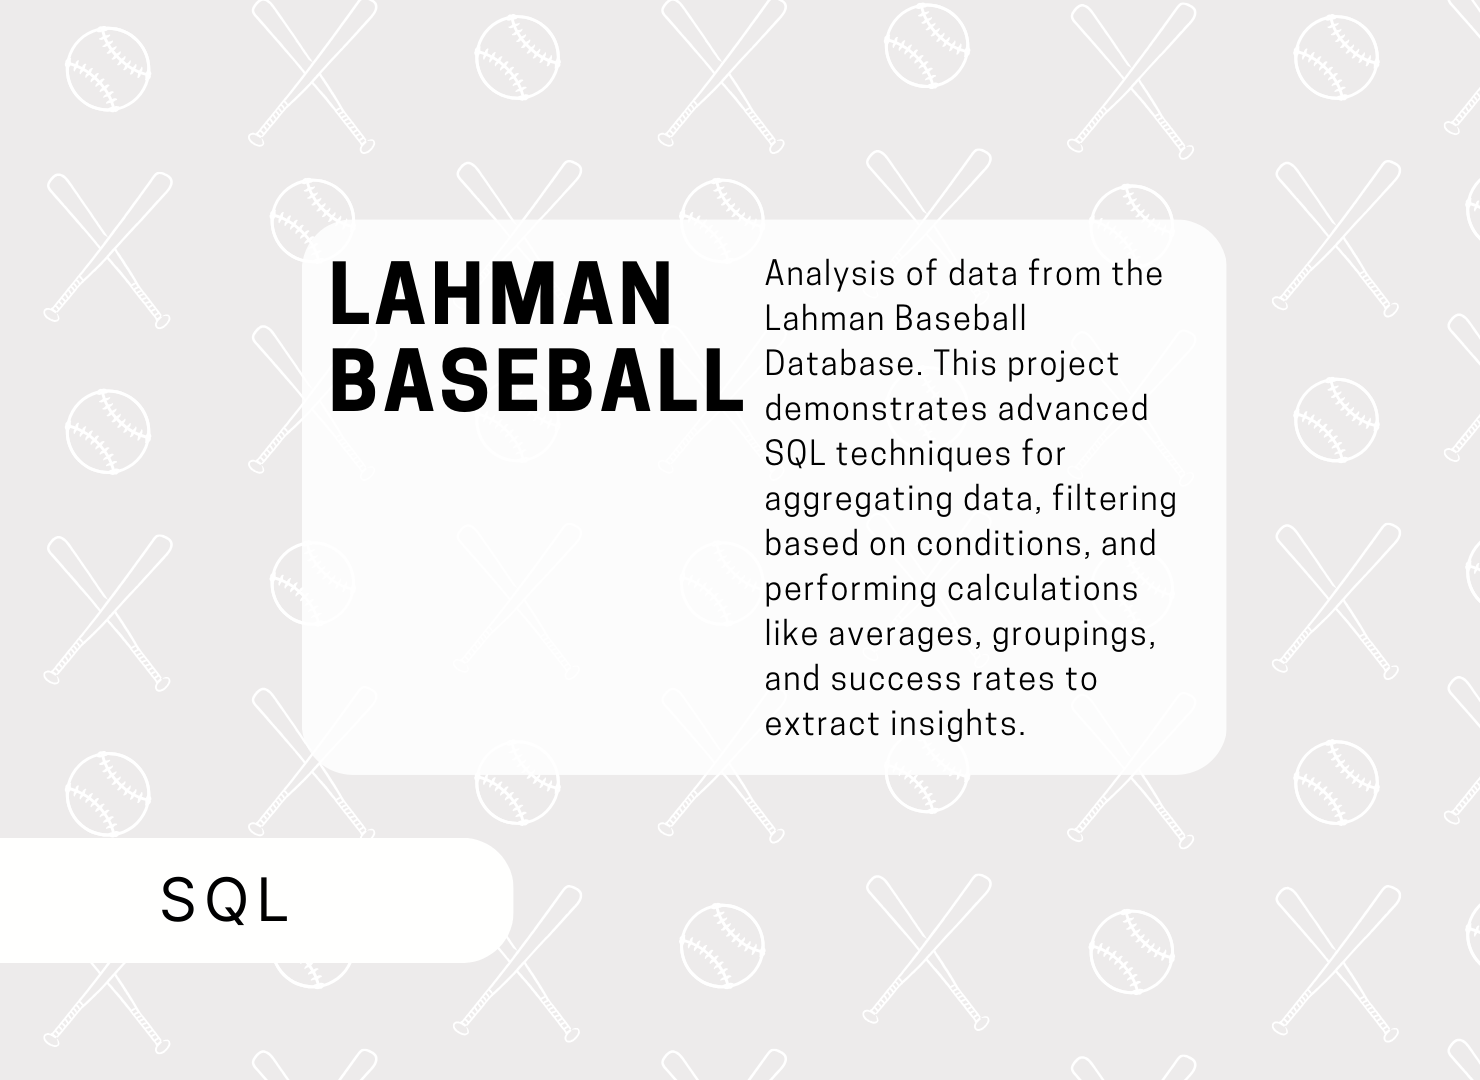 LAHMAN
BASEBALL
Analysis of data from the
Lahman Baseball
Database. This project
demonstrates advanced
SQL techniques for
aggregating data, filtering
based on conditions, and
performing calculations
like averages, groupings,
and success rates to
extract insights.
SQL